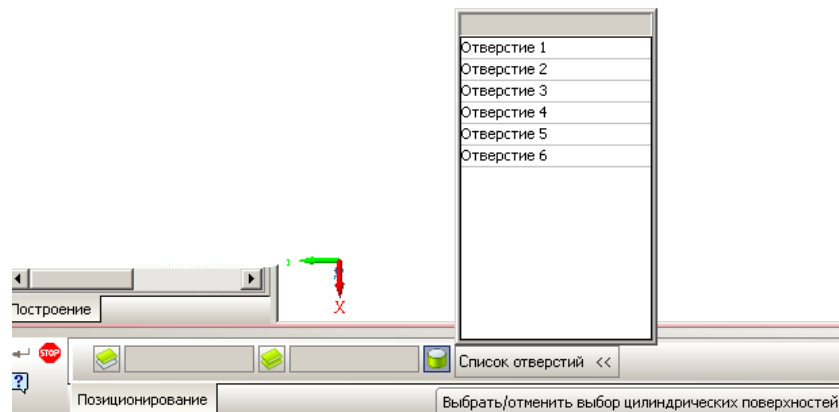 Отверстие 1
Отверстие 2
Отверстие 3
Отверстие 4
Отверстие 5
Отверстие 6
X
Построение
STOP
Список отверстий <<
?
Позиционирование
Выбрать/отменить выбор цилиндрических поверхностей